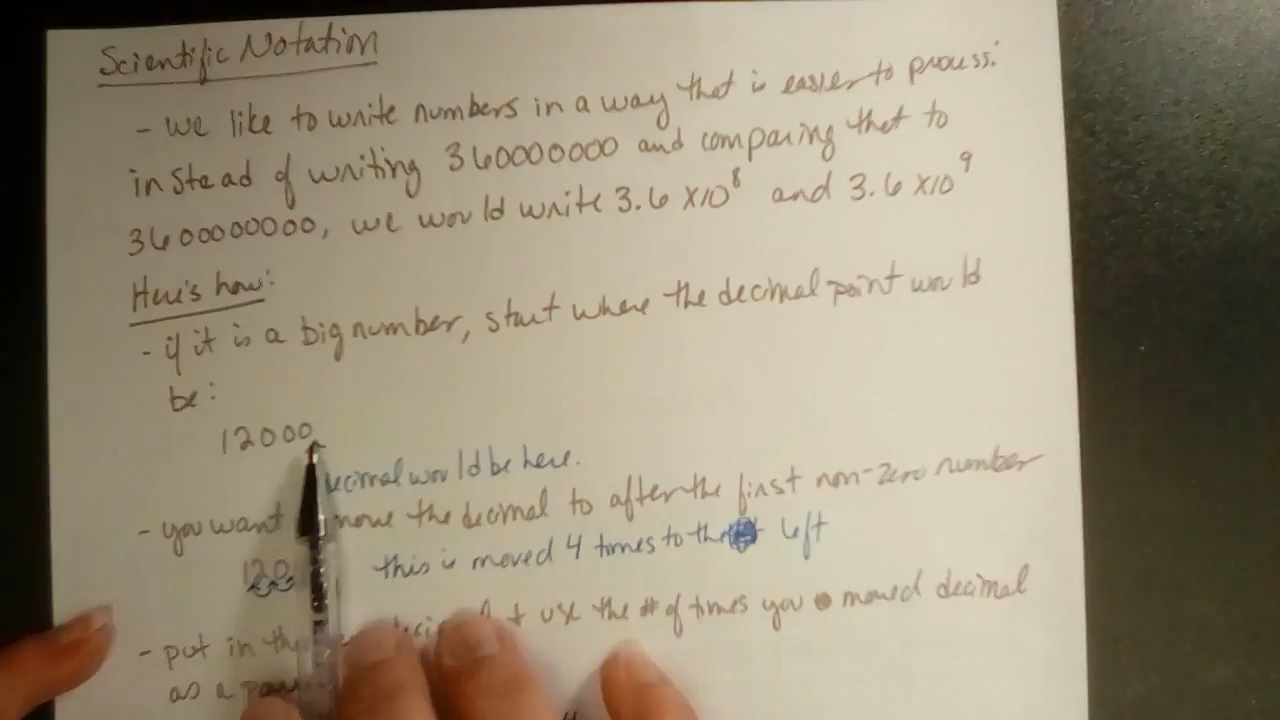 Scientific Notation
- we like to write numbers in a way that is easier to process:
instead of writing 360000000 and comparing that to
3600000000, we would write 3.6 x10⁸ and 3.6 x10⁹
Here's how:
- if it is a big number, start where the decimal point would
be:
12000.
decimal would be here.
- you want move the decimal to after the first non-zero number
120 this is moved 4 times to the left
- put in the use the # of times you moved decimal
as a